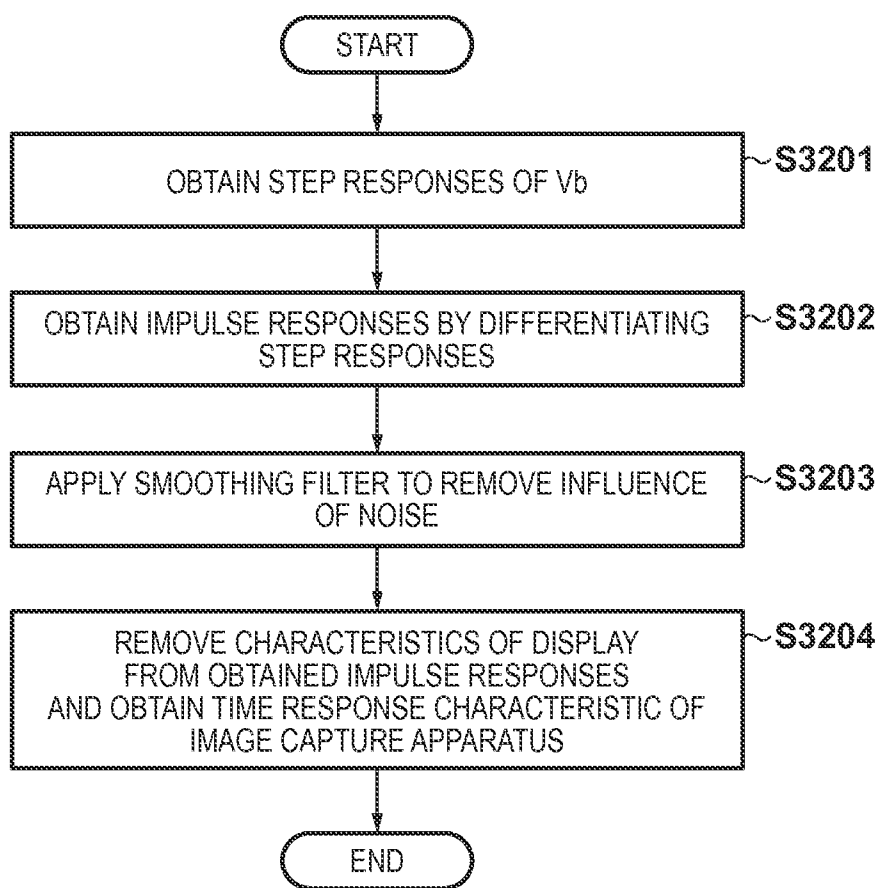 START
OBTAIN STEP RESPONSES OF Vb
S3201
OBTAIN IMPULSE RESPONSES BY DIFFERENTIATING
STEP RESPONSES
S3202
APPLY SMOOTHING FILTER TO REMOVE INFLUENCE
OF NOISE
S3203
REMOVE CHARACTERISTICS OF DISPLAY
FROM OBTAINED IMPULSE RESPONSES
AND OBTAIN TIME RESPONSE CHARACTERISTIC OF
IMAGE CAPTURE APPARATUS
S3204
END